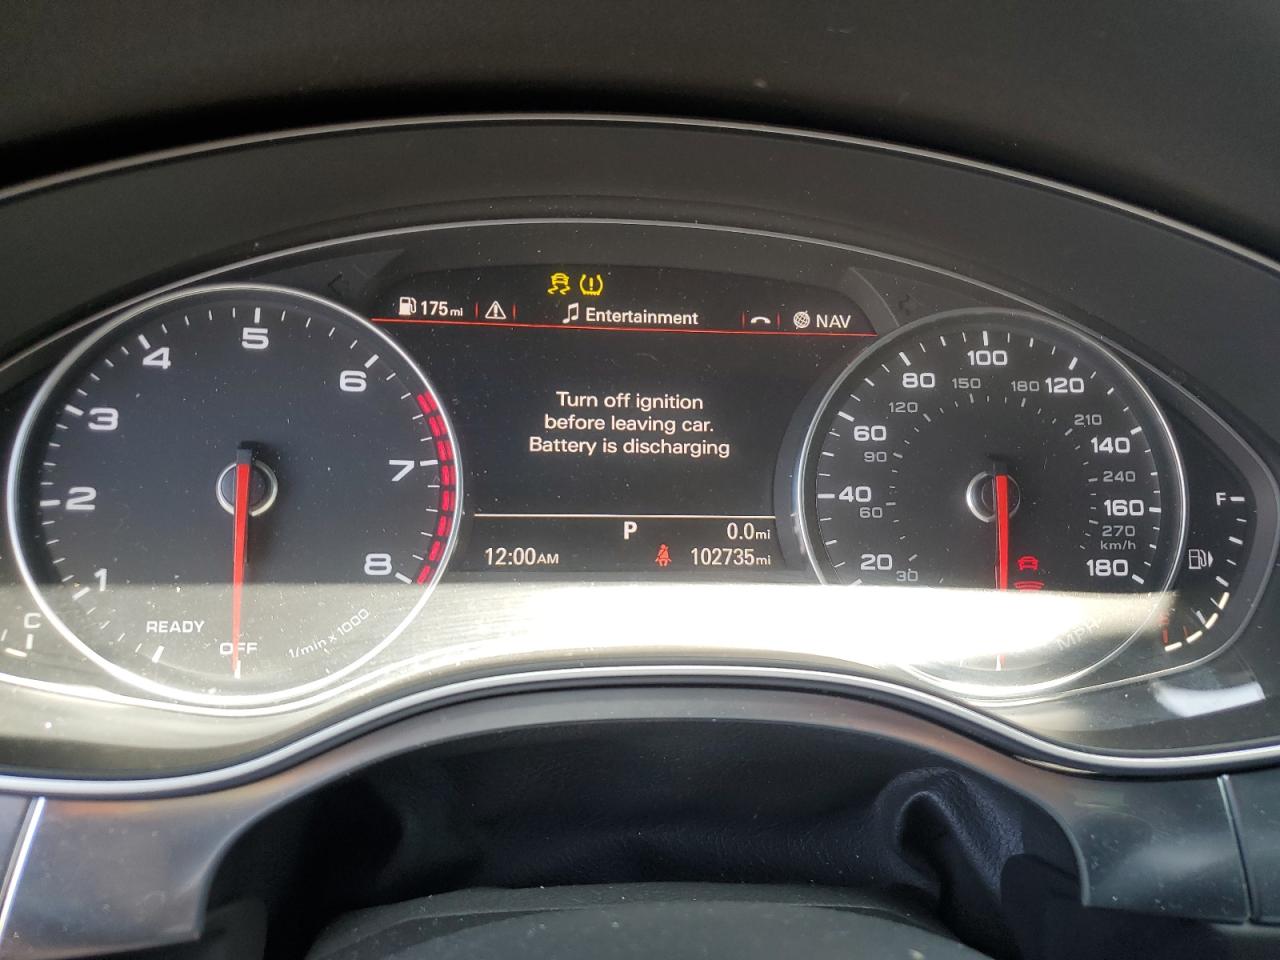 175mi
Entertainment
NAV
Turn off ignition
before leaving car.
Battery is discharging
P 0.0mi
12:00AM 102735mi
1
2
3
4
5
6
7
8
READY
OFF
1/min x 1000
C
20
40
60
80
100
120
140
160
180
30
60
90
120
150
180
210
240
270
km/h
MPH
F